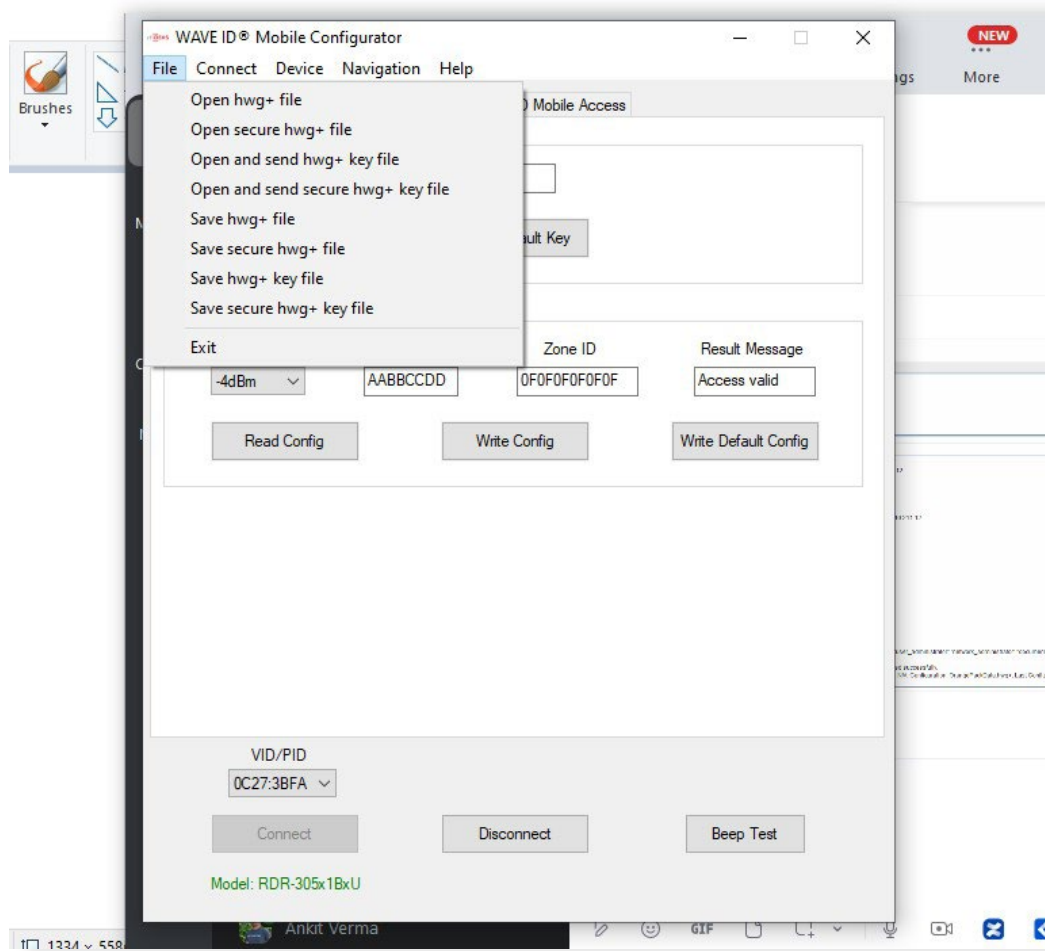 WAVE ID® Mobile Configurator
NEW
File Connect Device Navigation Help
More
Brushes
Open hwg+ file
Mobile Access
Open secure hwg+ file
Open and send hwg+ key file
Open and send secure hwg+ key file
Save hwg+ file
ault Key
Save secure hwg+ file
Save hwg+ key file
Save secure hwg+ key file
Exit
Zone ID Result Message
-4dBm AABBCCDD 0F0F0F0F0F0F Access valid
Read Config Write Config Write Default Config
VID/PID
0C27:3BFA
Connect Disconnect Beep Test
Model: RDR-305x1BxU
Ankit Verma GIF
1334 × 558